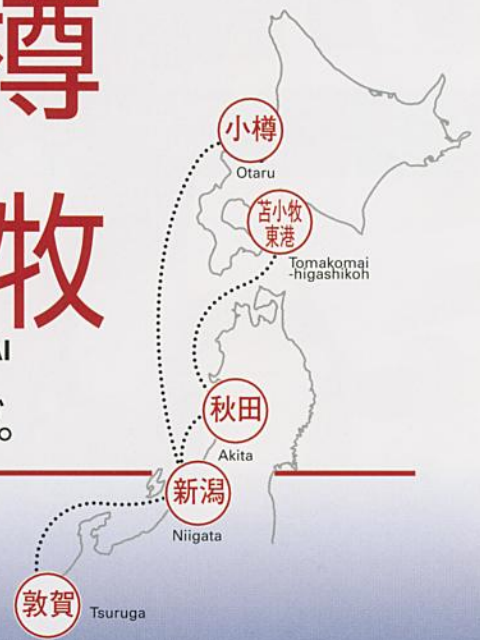 樽
小樽
Otaru
牧
苫小牧
東港
Tomakomai
-higashikoh
秋田
Akita
新潟
Niigata
敦賀
Tsuruga